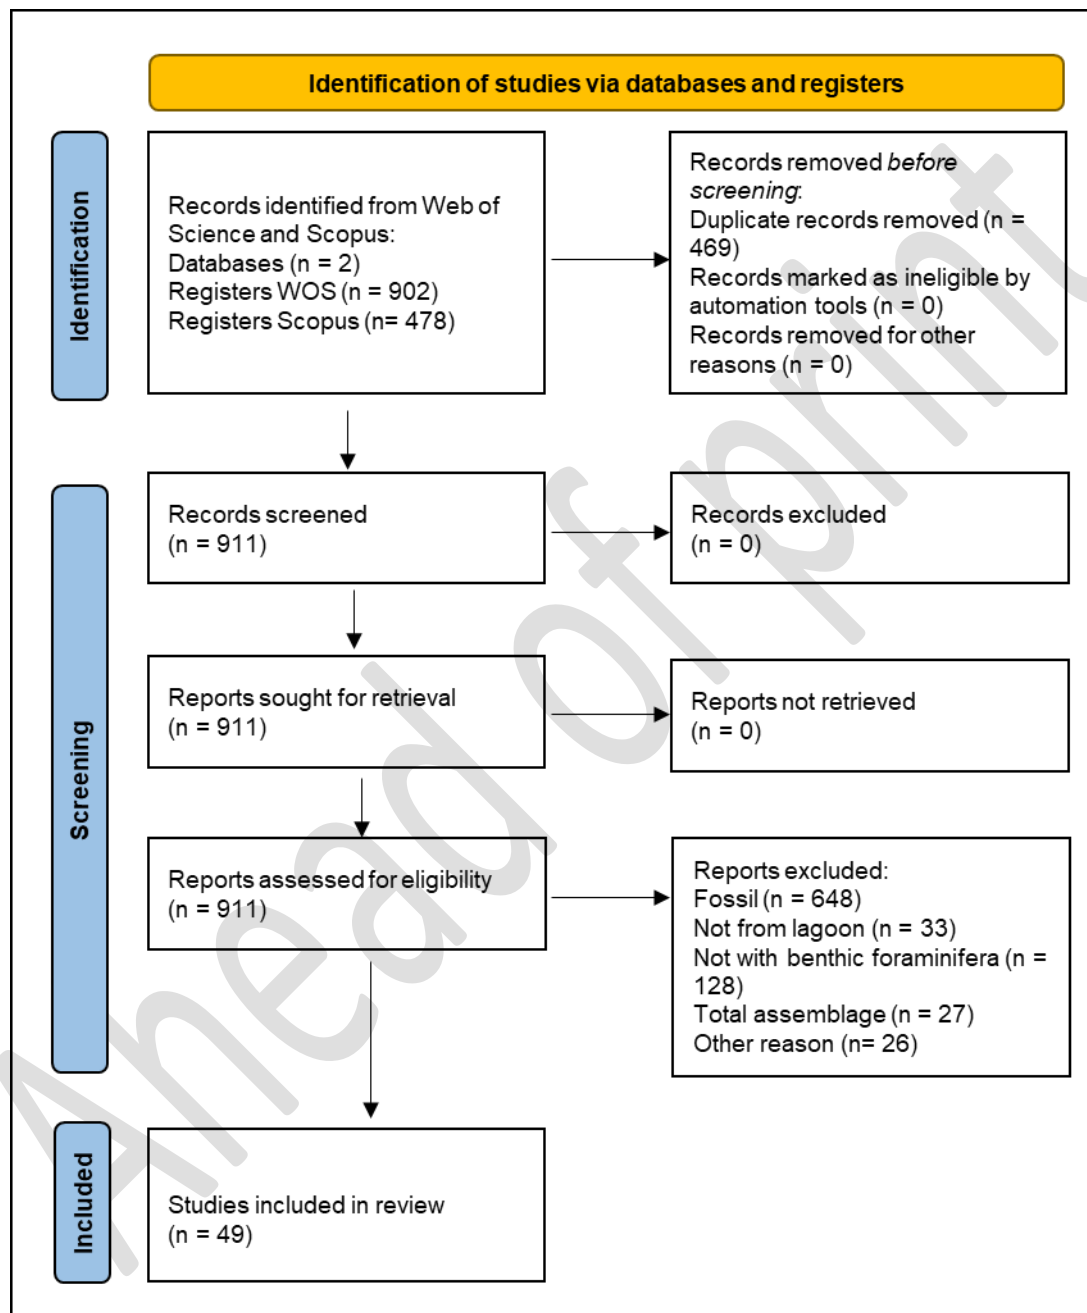 Identification of studies via databases and registers
Identification
Records identified from Web of
Science and Scopus:
Databases (n = 2)
Registers WOS (n = 902)
Registers Scopus (n= 478)
Records removed before
screening:
Duplicate records removed (n =
469)
Records marked as ineligible by
automation tools (n = 0)
Records removed for other
reasons (n = 0)
Screening
Records screened
(n = 911)
Records excluded
(n = 0)
Reports sought for retrieval
(n = 911)
Reports not retrieved
(n = 0)
Reports assessed for eligibility
(n = 911)
Reports excluded:
Fossil (n = 648)
Not from lagoon (n = 33)
Not with benthic foraminifera (n =
128)
Total assemblage (n = 27)
Other reason (n= 26)
Included
Studies included in review
(n = 49)
Ahead of print